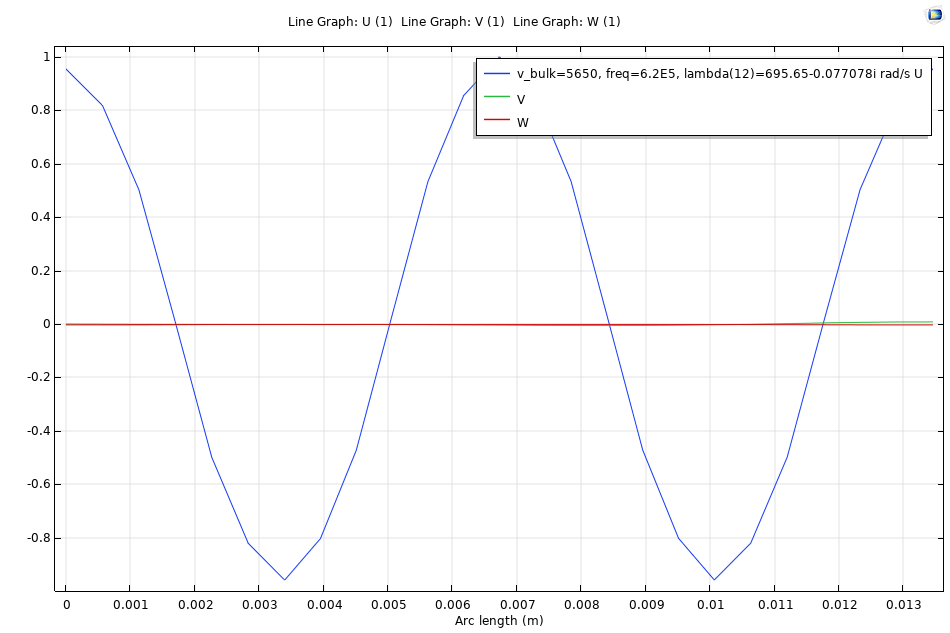 Line Graph: U (1)  Line Graph: V (1)  Line Graph: W (1)
v_bulk=5650, freq=6.2E5, lambda(12)=695.65-0.077078i rad/s U
V
W
1
0.8
0.6
0.4
0.2
0
-0.2
-0.4
-0.6
-0.8
0 0.001 0.002 0.003 0.004 0.005 0.006 0.007 0.008 0.009 0.01 0.011 0.012 0.013
Arc length (m)